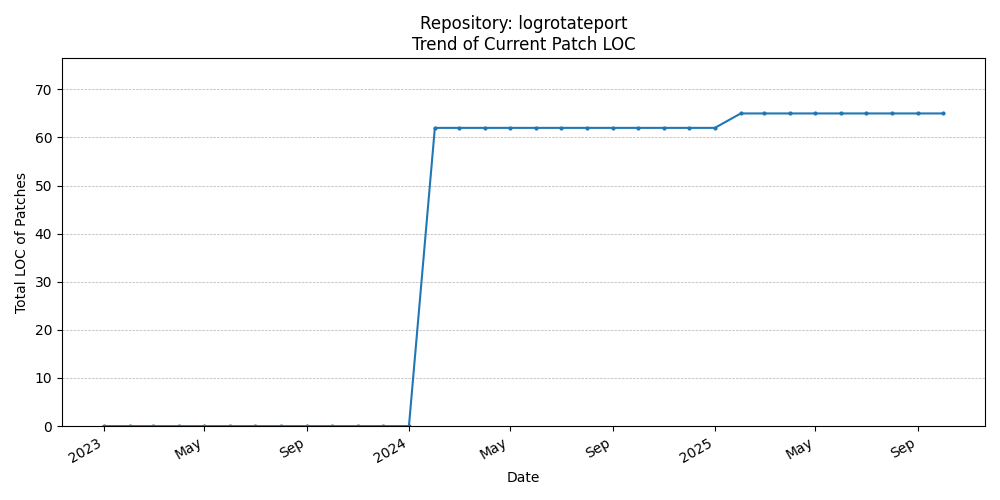 Repository: logrotateport
Trend of Current Patch LOC
Total LOC of Patches
70
60
50
40
30
20
10
0
2023
May
Sep
2024
May
Sep
2025
May
Sep
Date